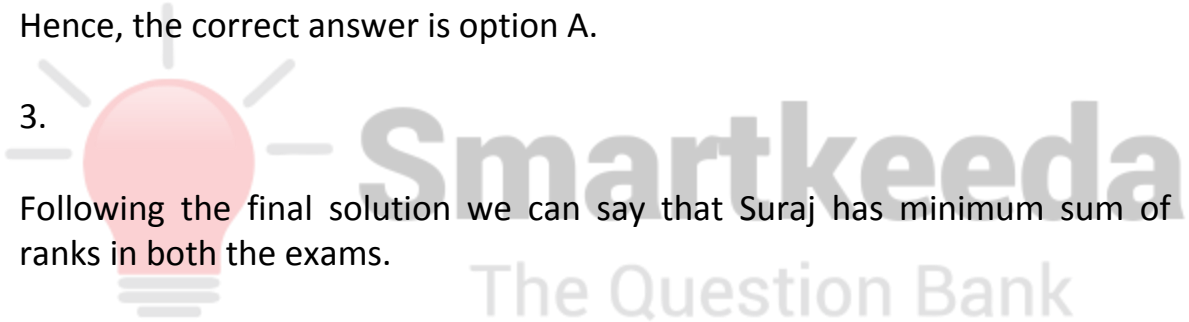 Hence, the correct answer is option A.
3.
Smartkeeda
Following the final solution we can say that Suraj has minimum sum of
ranks in both the exams.
The Question Bank